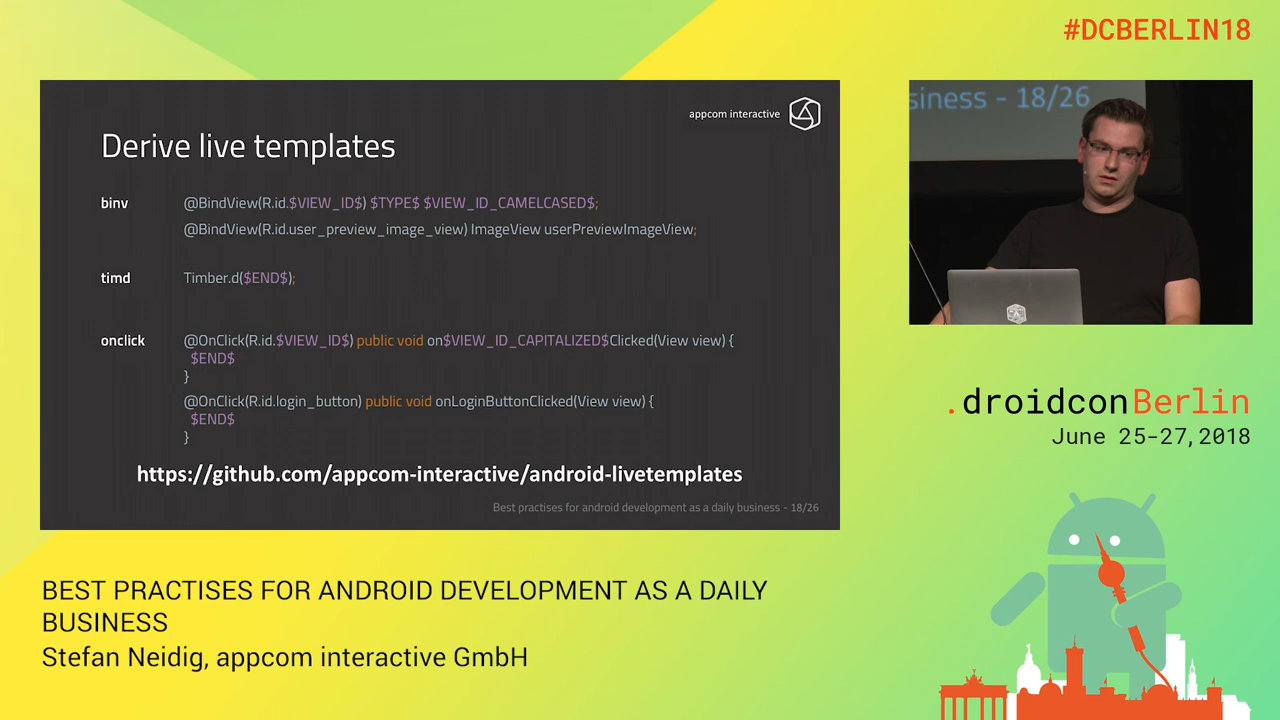 #DCBERLIN18
appcom interactive
Derive live templates
binv @BindView(R.id.$VIEW_ID$) $TYPE$ $VIEW_ID_CAMELCASED$;
@BindView(R.id.user_preview_image_view) ImageView userPreviewImageView;
timd Timber.d($END$);
onclick @OnClick(R.id.$VIEW_ID$) public void on$VIEW_ID_CAPITALIZED$Clicked(View view) {
$END$
}
@OnClick(R.id.login_button) public void onLoginButtonClicked(View view) {
$END$
}
https://github.com/appcom-interactive/android-livetemplates
Best practises for android development as a daily business - 18/26
siness - 18/26
.droidconBerlin
June 25-27, 2018
BEST PRACTISES FOR ANDROID DEVELOPMENT AS A DAILY
BUSINESS
Stefan Neidig, appcom interactive GmbH